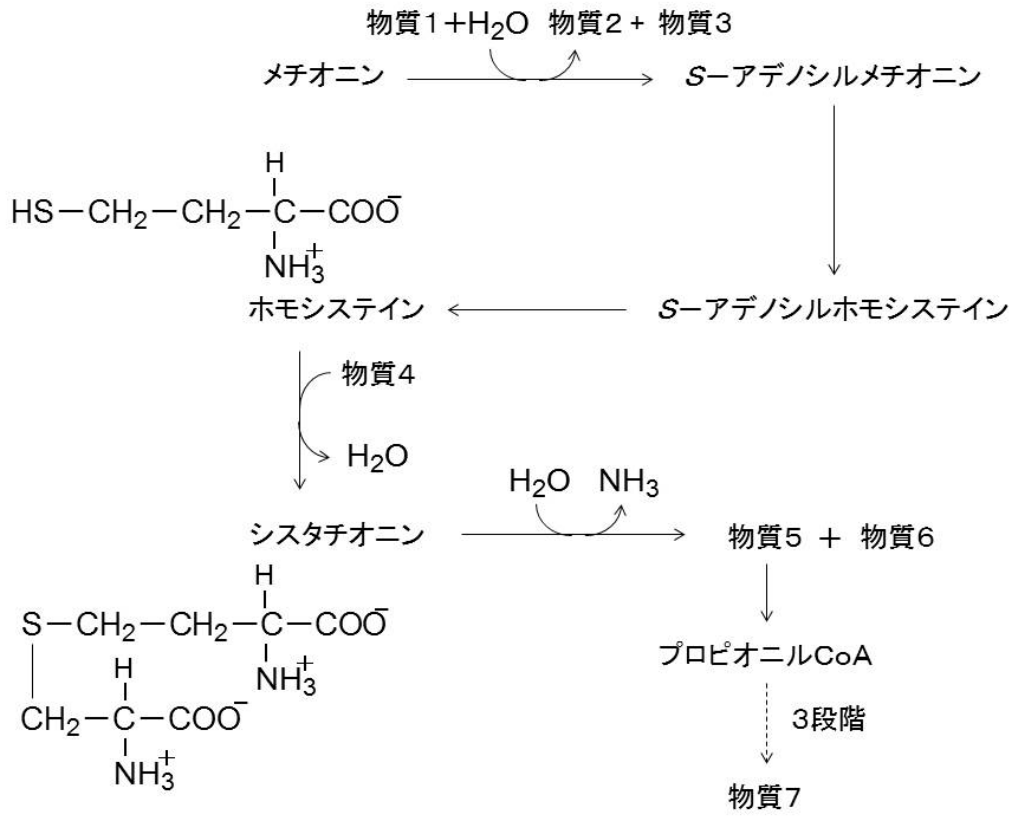 物質1+H2O 物質2 + 物質3
メチオニン
S-アデノシルメチオニン
H
HS-CH2-CH2-C-COO-
NH3+
ホモシステイン
S-アデノシルホモシステイン
物質4
H2O
H2O NH3
シスタチオニン
物質5 + 物質6
H
S-CH2-CH2-C-COO-
NH3+
プロピオニルCoA
H
CH2-C-COO-
NH3+
3段階
物質7